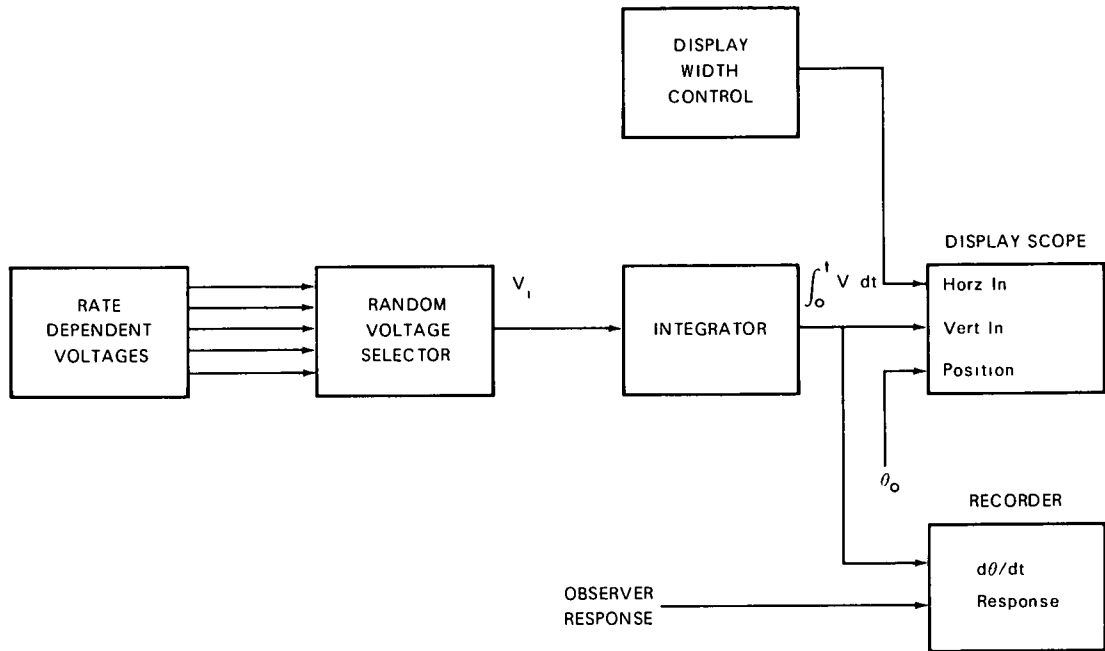 DISPLAY
WIDTH
CONTROL
DISPLAY SCOPE
RATE
DEPENDENT
VOLTAGES
RANDOM
VOLTAGE
SELECTOR
V₁
INTEGRATOR
∫₀ᵗ V dt
Horz In
Vert In
Position
θ₀
RECORDER
dθ/dt
Response
OBSERVER
RESPONSE